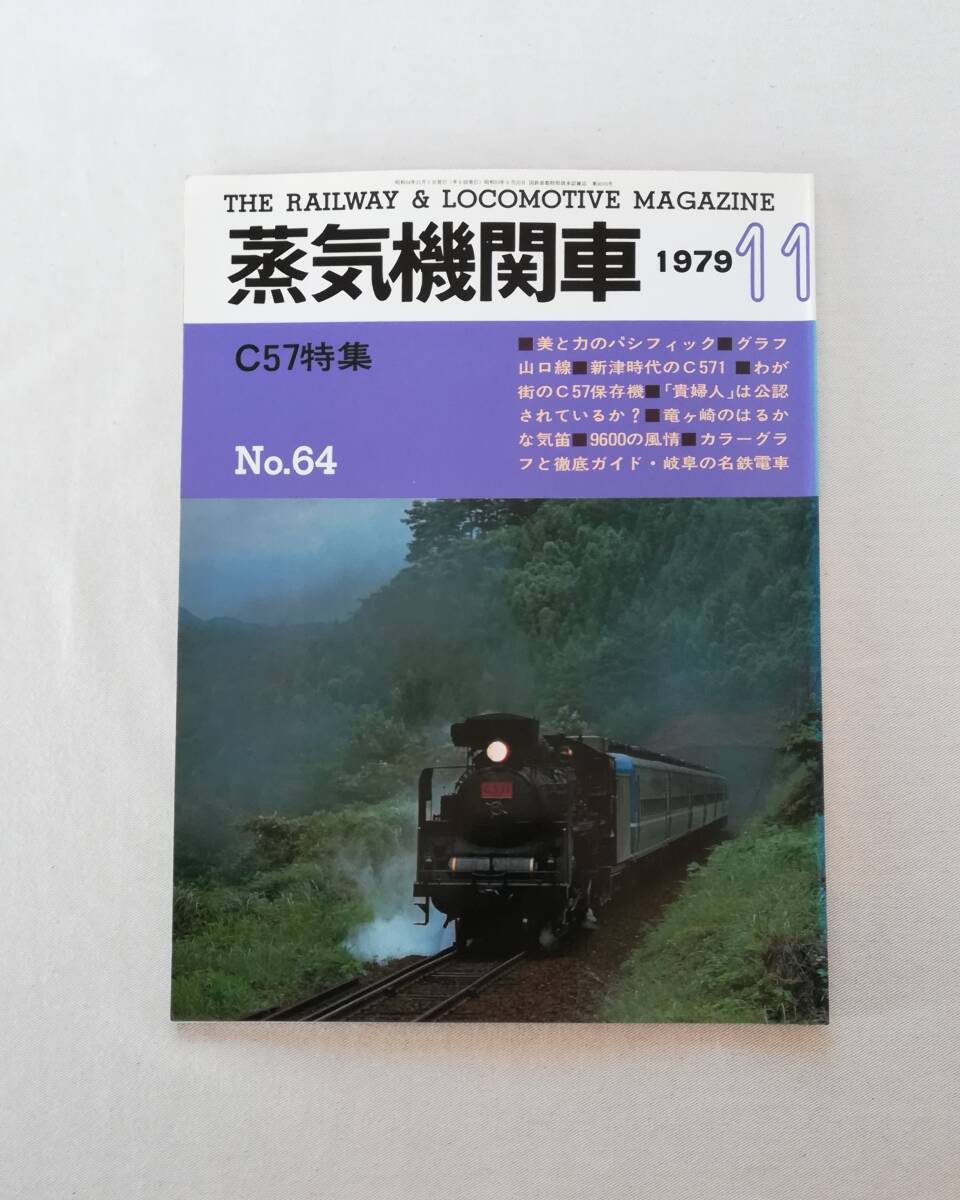 THE RAILWAY & LOCOMOTIVE MAGAZINE
蒸気機関車 1979 11
C57特集
No.64
■美と力のパシフィック■グラフ
山口線■新津時代のC571 ■わが
街のC57保存機■「貴婦人」は公認
されているか?■竜ヶ崎のはるか
な気笛■9600の風情■カラーグラ
フと徹底ガイド・岐阜の名鉄電車